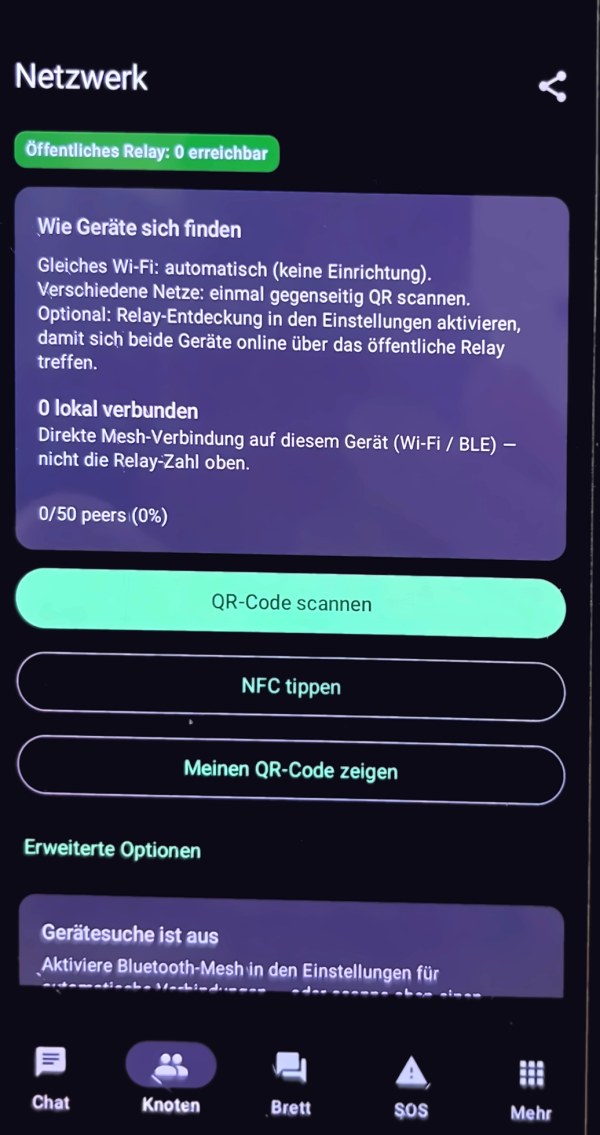 Netzwerk
Öffentliches Relay: 0 erreichbar
Wie Geräte sich finden
Gleiches Wi-Fi: automatisch (keine Einrichtung).
Verschiedene Netze: einmal gegenseitig QR scannen.
Optional: Relay-Entdeckung in den Einstellungen aktivieren,
damit sich beide Geräte online über das öffentliche Relay
treffen.
0 lokal verbunden
Direkte Mesh-Verbindung auf diesem Gerät (Wi-Fi / BLE) —
nicht die Relay-Zahl oben.
0/50 peers (0%)
QR-Code scannen
NFC tippen
Meinen QR-Code zeigen
Erweiterte Optionen
Gerätesuche ist aus
Aktiviere Bluetooth-Mesh in den Einstellungen für
Chat
Knoten
Brett
SOS
Mehr